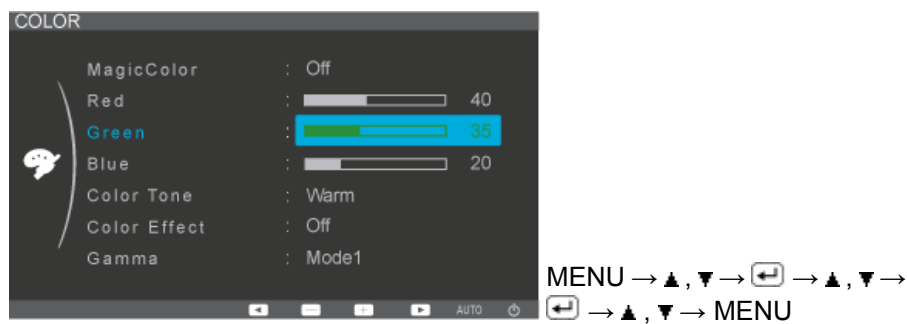 COLOR
MagicColor : Off
Red : 40
Green : 35
Blue : 20
Color Tone : Warm
Color Effect : Off
Gamma : Mode1
AUTO
MENU → ▲ , ▼ → ↵ → ▲ , ▼ →
↵ → ▲ , ▼ → MENU